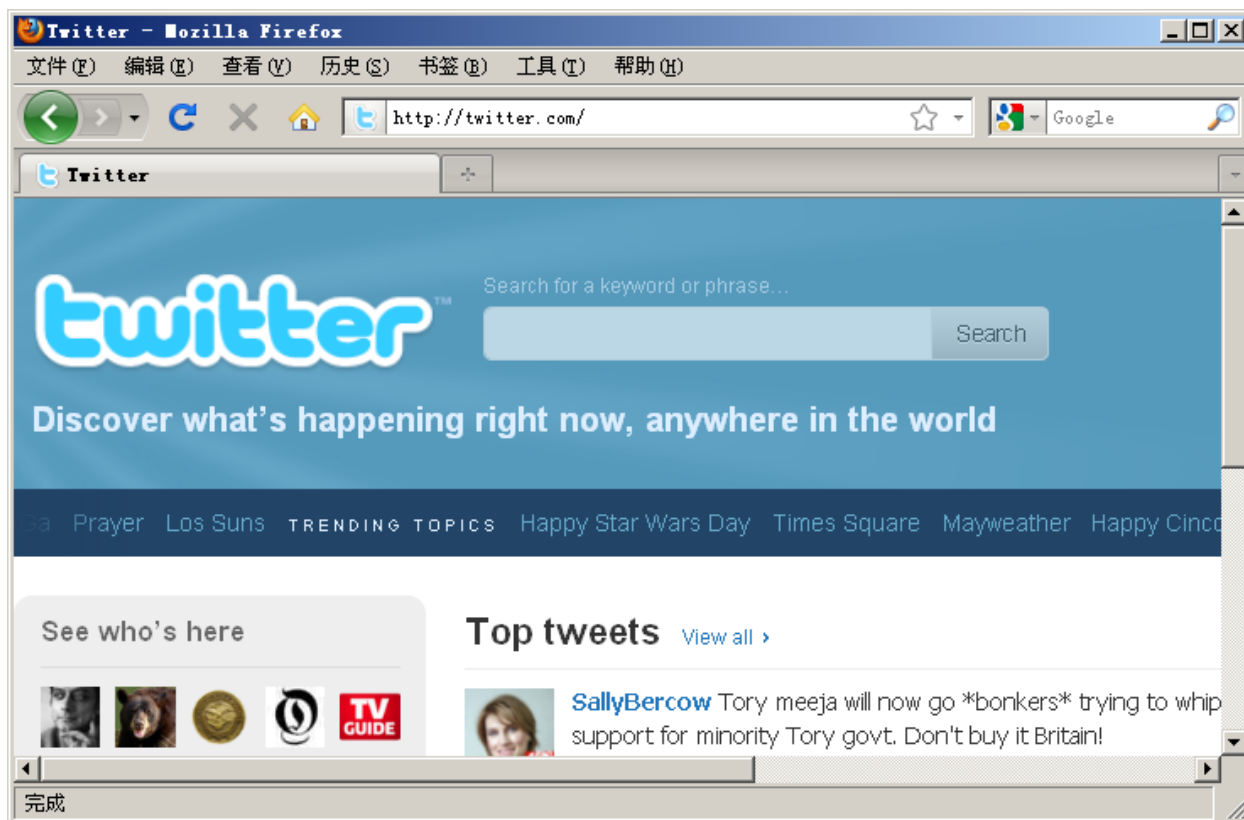 Twitter - Mozilla Firefox
文件(F) 编辑(E) 查看(V) 历史(S) 书签(B) 工具(T) 帮助(H)
http://twitter.com/ Google
Twitter
twitter™
Search for a keyword or phrase...
Search
Discover what's happening right now, anywhere in the world
Ga Prayer Los Suns TRENDING TOPICS Happy Star Wars Day Times Square Mayweather Happy Cinco
See who's here
TV GUIDE
Top tweets View all ›
SallyBercow Tory meeja will now go *bonkers* trying to whip
support for minority Tory govt. Don't buy it Britain!
完成